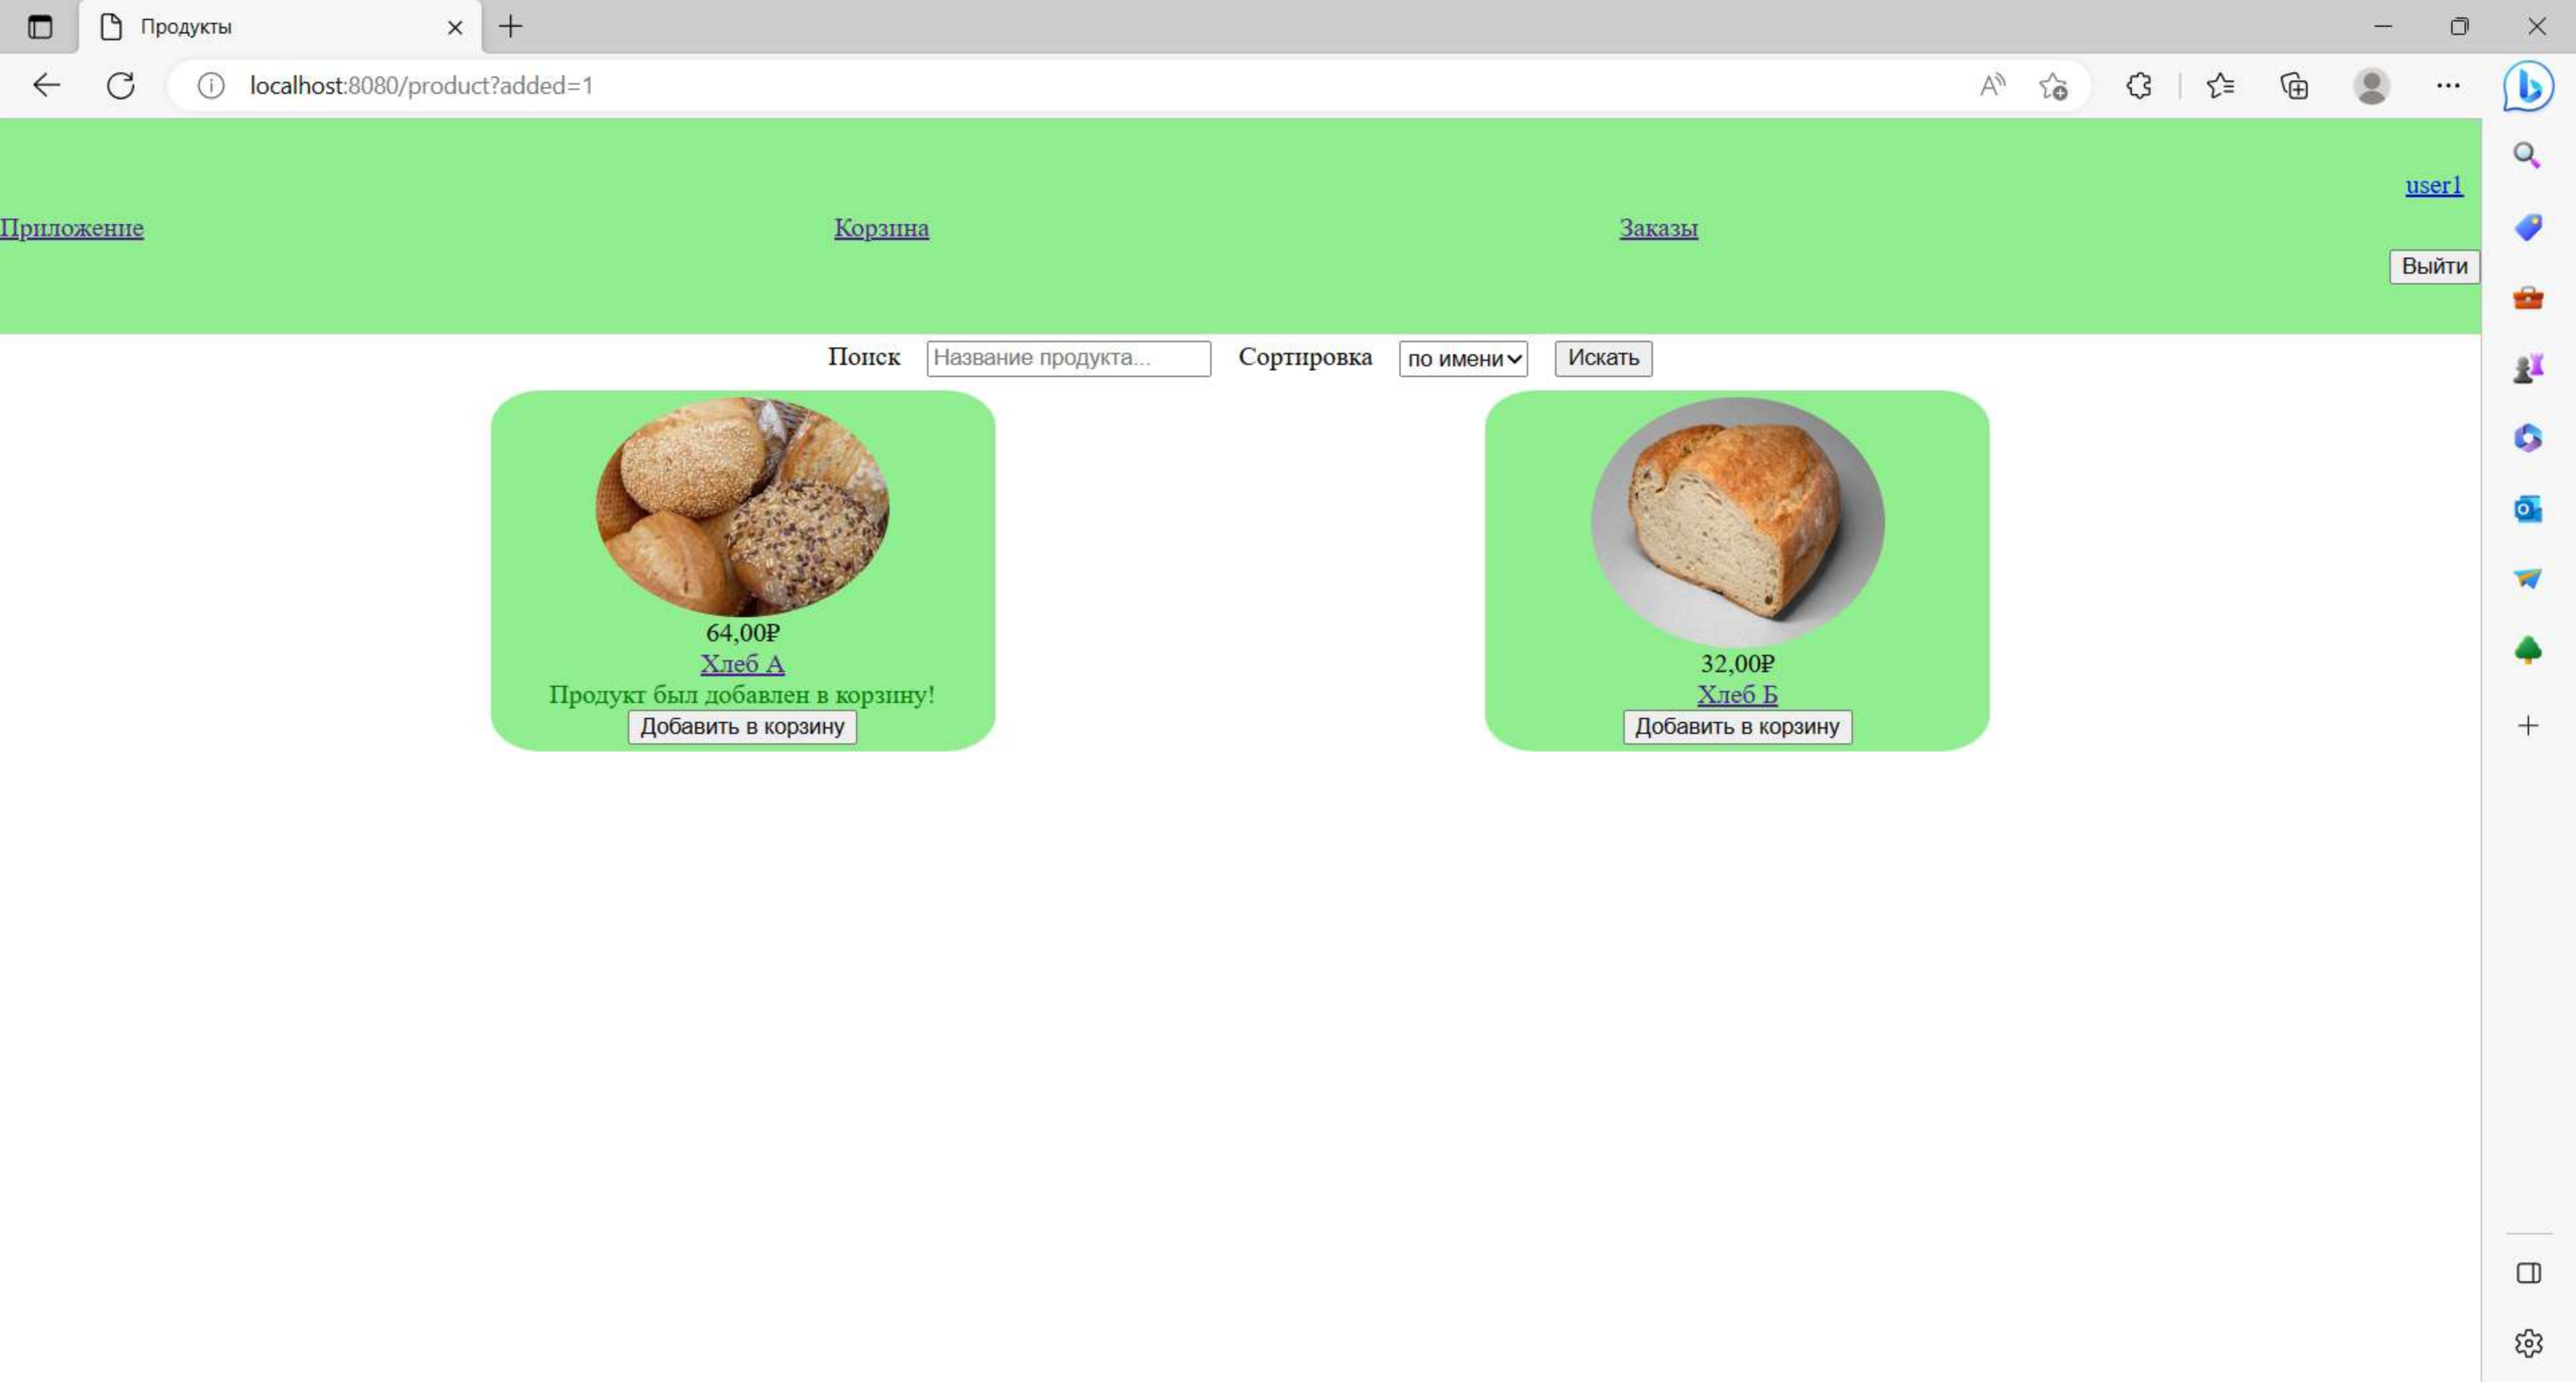 Продукты
localhost:8080/product?added=1
user1
Приложение Корзина Заказы
Выйти
Поиск Название продукта... Сортировка по имени Искать
64,00₽
Хлеб А
Продукт был добавлен в корзину!
Добавить в корзину
32,00₽
Хлеб Б
Добавить в корзину